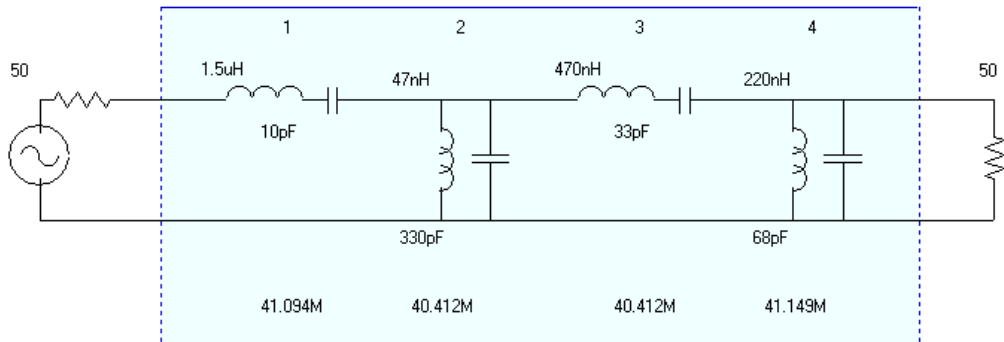 1 2 3 4
50 1.5uH 47nH 470nH 220nH 50
10pF 33pF
330pF 68pF
41.094M 40.412M 40.412M 41.149M